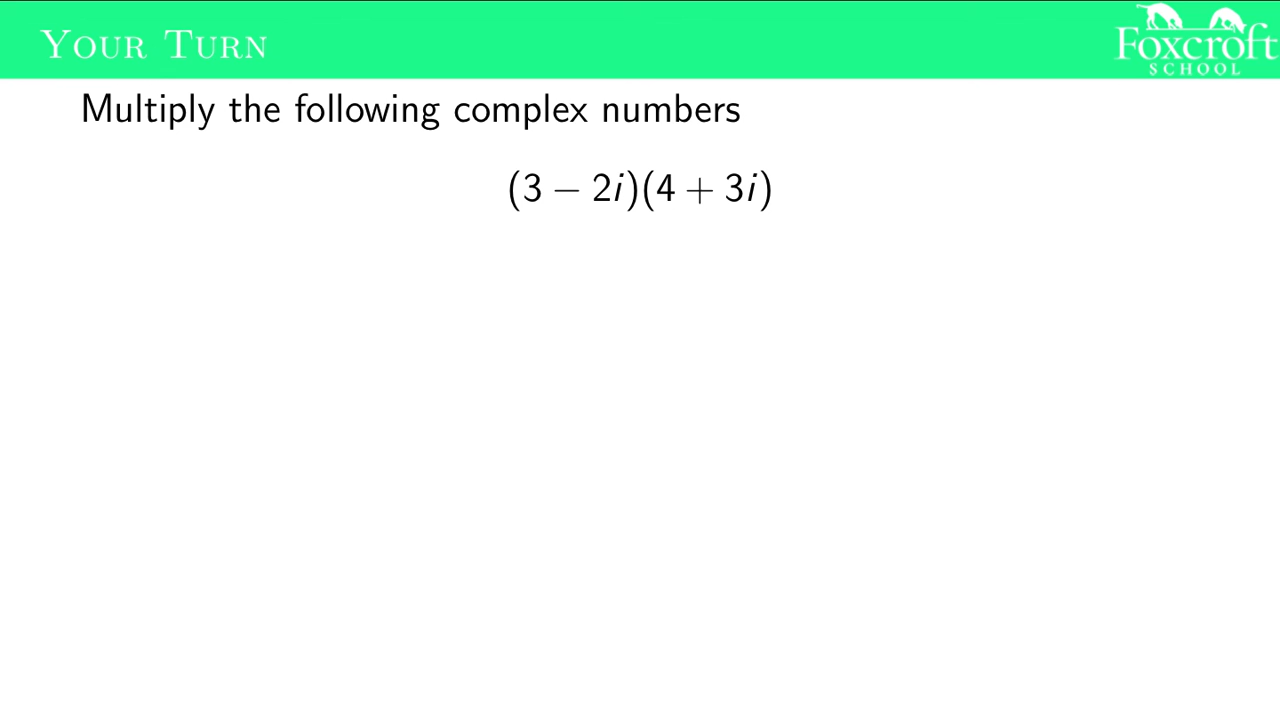 Your Turn
Foxcroft
SCHOOL
Multiply the following complex numbers
(3 − 2i)(4 + 3i)